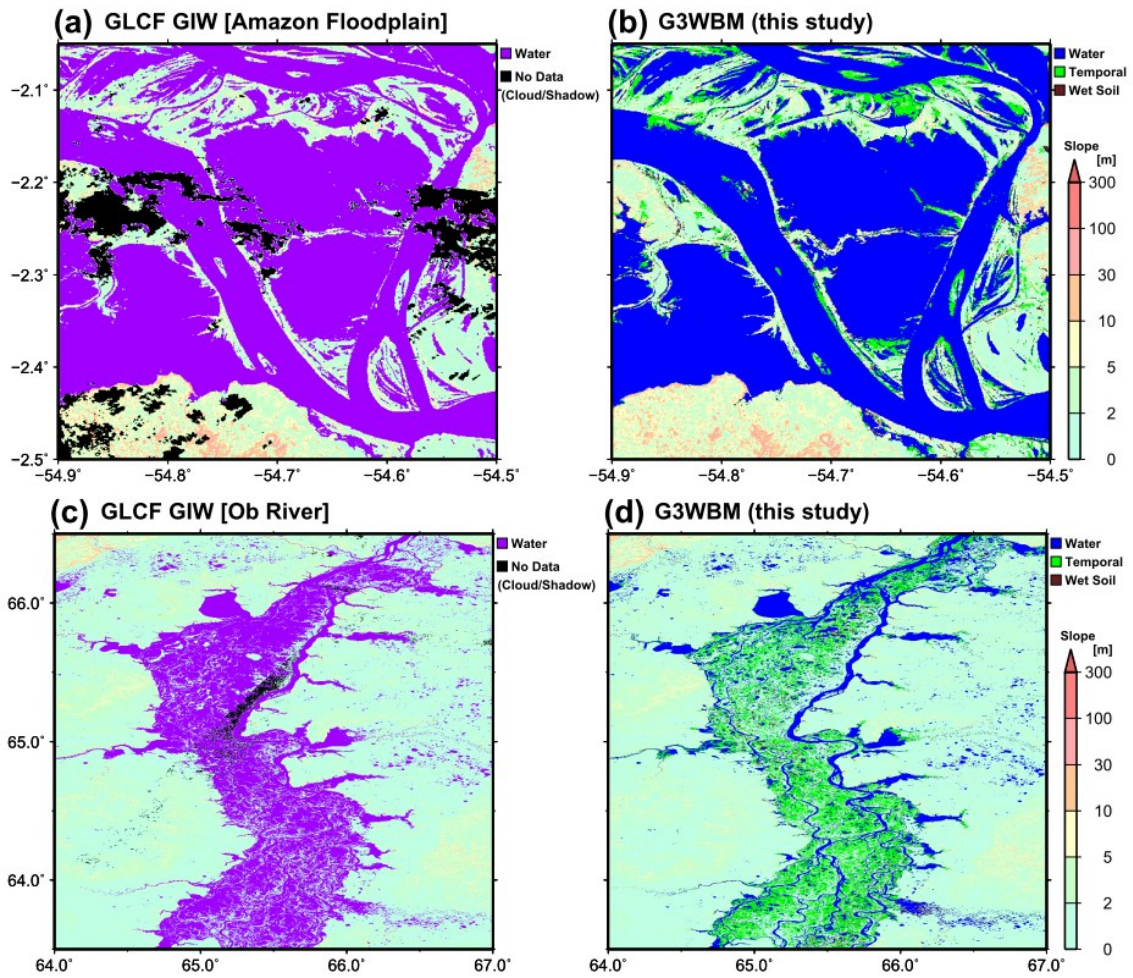 (a) GLCF GIW [Amazon Floodplain]
Water
No Data
(Cloud/Shadow)
−2.1˚
−2.2˚
−2.3˚
−2.4˚
−2.5˚
−54.9 −54.8 −54.7 −54.6 −54.5
(b) G3WBM (this study)
Water
Temporal
Wet Soil
Slope
[m]
300
100
30
10
5
2
0
−54.9 −54.8 −54.7 −54.6 −54.5
(c) GLCF GIW [Ob River]
Water
No Data
(Cloud/Shadow)
66.0˚
65.0˚
64.0˚
64.0˚ 65.0˚ 66.0˚ 67.0˚
(d) G3WBM (this study)
Water
Temporal
Wet Soil
Slope
[m]
300
100
30
10
5
2
0
64.0˚ 65.0˚ 66.0˚ 67.0˚